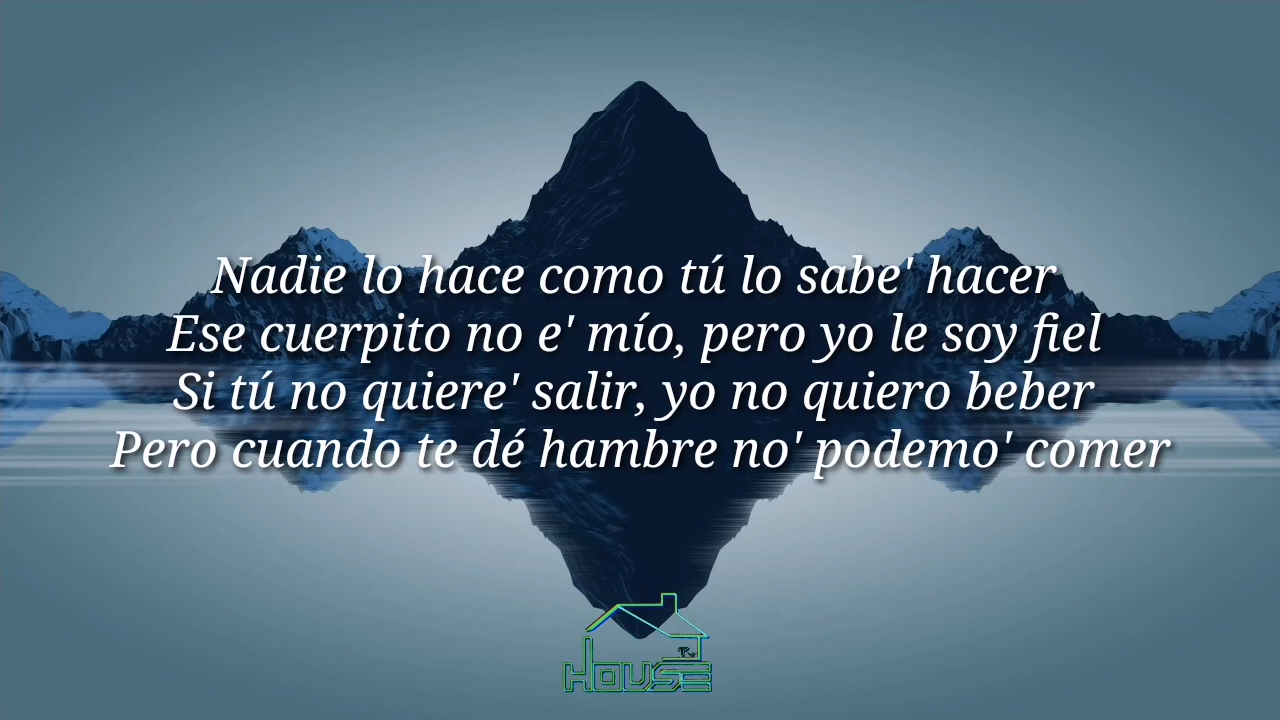 Nadie lo hace como tú lo sabe' hacer
Ese cuerpito no e' mío, pero yo le soy fiel
Si tú no quiere' salir, yo no quiero beber
Pero cuando te dé hambre no' podemo' comer
HOUSE